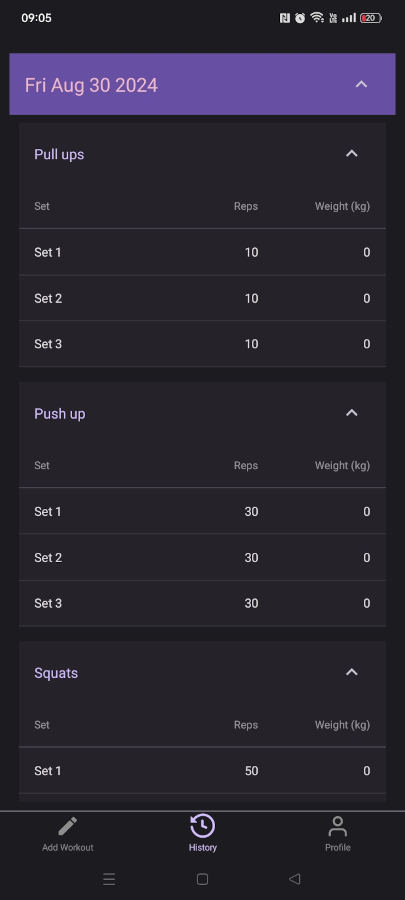 09:05
Vo LTE 20
Fri Aug 30 2024
Pull ups
Set Reps Weight (kg)
Set 1 10 0
Set 2 10 0
Set 3 10 0
Push up
Set Reps Weight (kg)
Set 1 30 0
Set 2 30 0
Set 3 30 0
Squats
Set Reps Weight (kg)
Set 1 50 0
Add Workout History Profile